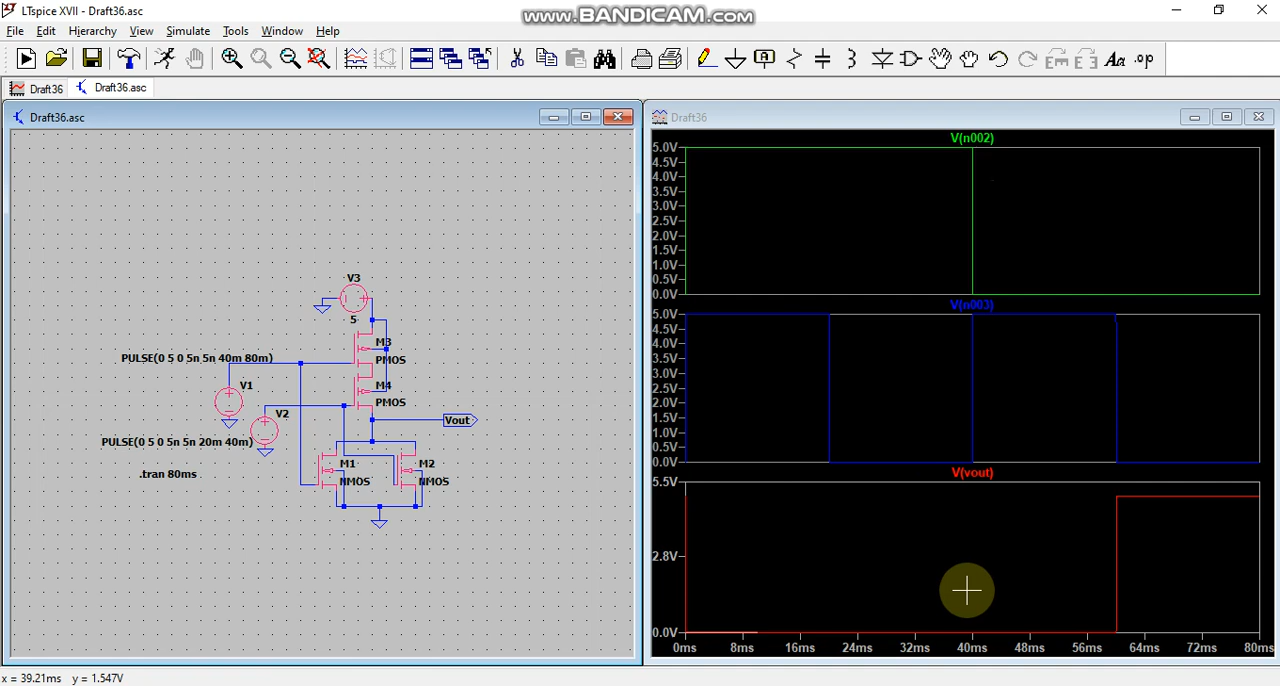 LTspice XVII - Draft36.asc
www.BANDICAM.com
File Edit Hierarchy View Simulate Tools Window Help
Draft36 Draft36.asc
Draft36.asc
V3
5
M3
PMOS
PULSE(0 5 0 5n 5n 40m 80m)
V1
M4
PMOS
V2
Vout
PULSE(0 5 0 5n 5n 20m 40m)
.tran 80ms
M1
NMOS
M2
NMOS
Draft36
V(n002)
5.0V
4.5V
4.0V
3.5V
3.0V
2.5V
2.0V
1.5V
1.0V
0.5V
0.0V
V(n003)
5.0V
4.5V
4.0V
3.5V
3.0V
2.5V
2.0V
1.5V
1.0V
0.5V
0.0V
V(vout)
5.5V
2.8V
0.0V
0ms 8ms 16ms 24ms 32ms 40ms 48ms 56ms 64ms 72ms 80ms
x = 39.21ms y = 1.547V